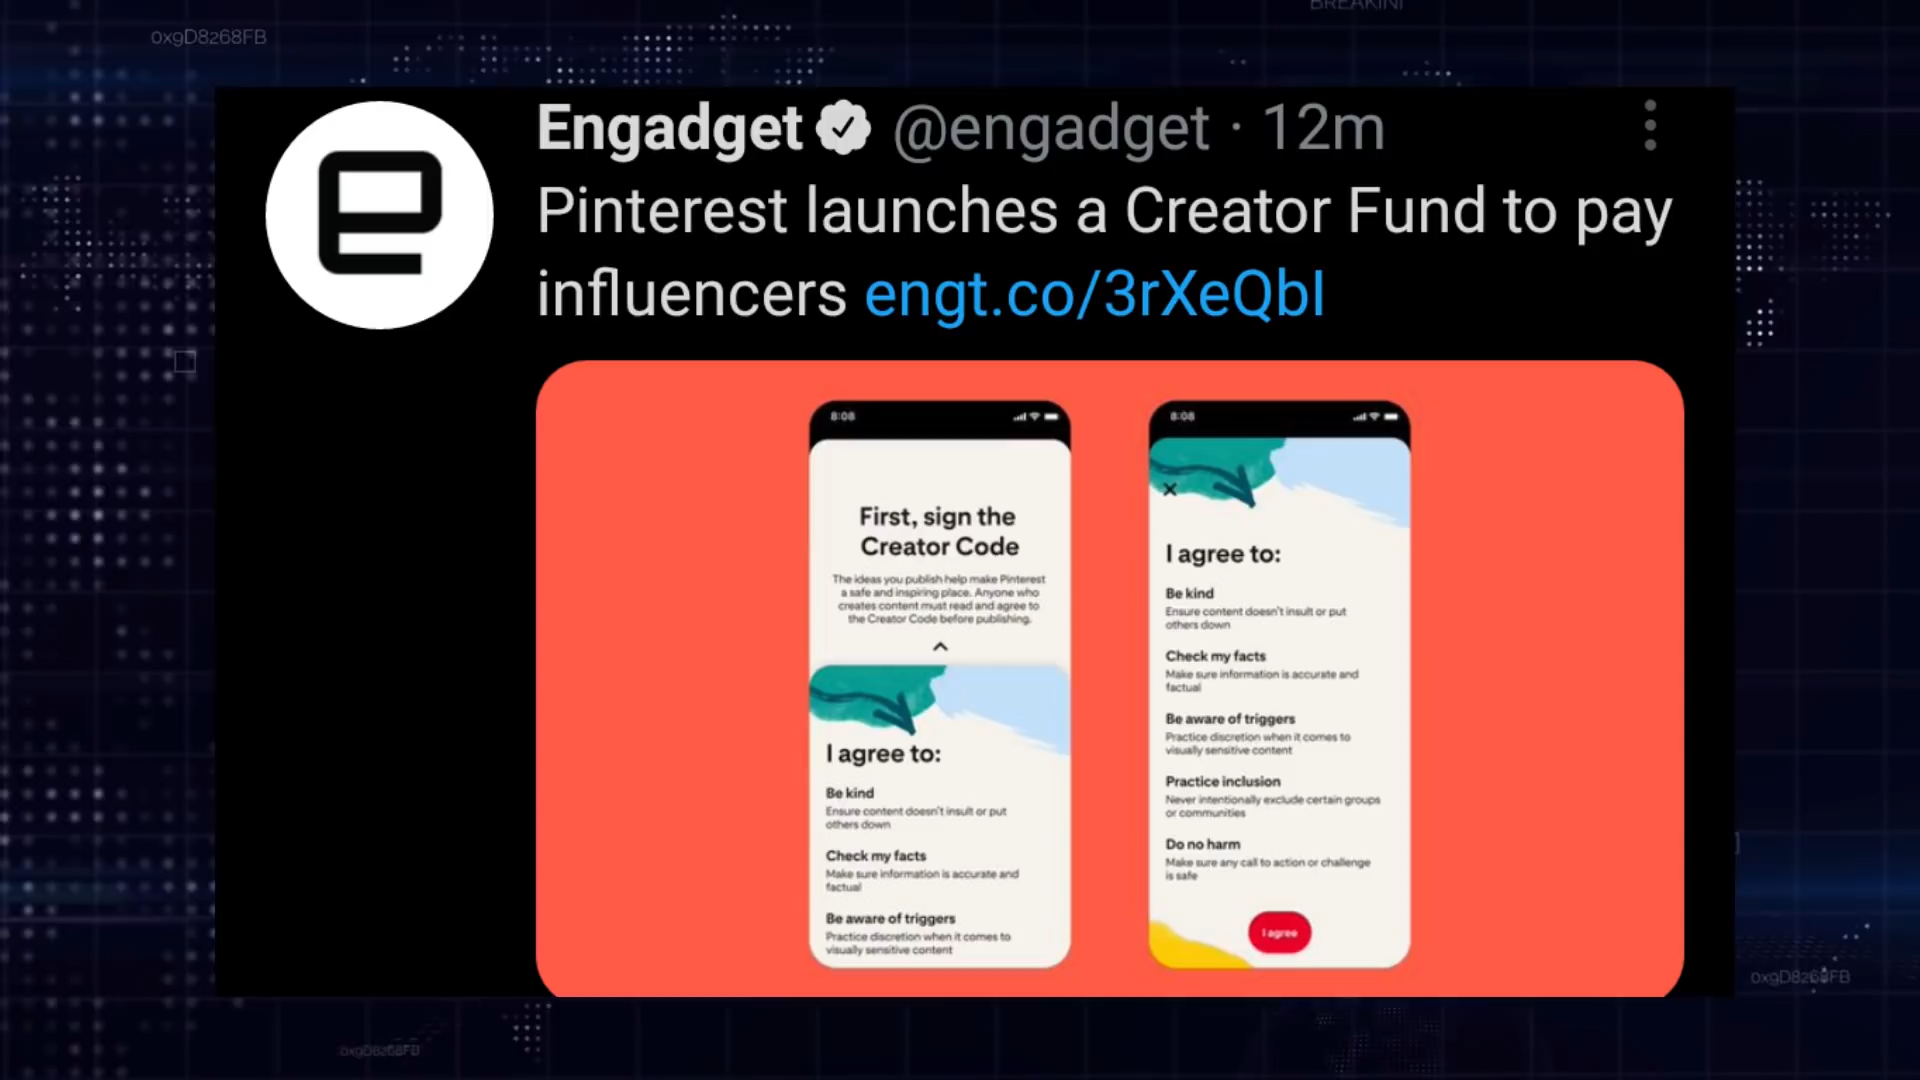 0x9D8268FB
Engadget @engadget · 12m
Pinterest launches a Creator Fund to pay
influencers engt.co/3rXeQbI
8:08
First, sign the
Creator Code
The ideas you publish help make Pinterest
a safe and inspiring place. Anyone who
creates content must read and agree to
the Creator Code before publishing.
I agree to:
Be kind
Ensure content doesn't insult or put
others down
Check my facts
Make sure information is accurate and
factual
Be aware of triggers
Practice discretion when it comes to
visually sensitive content
8:08
I agree to:
Be kind
Ensure content doesn't insult or put
others down
Check my facts
Make sure information is accurate and
factual
Be aware of triggers
Practice discretion when it comes to
visually sensitive content
Practice inclusion
Never intentionally exclude certain groups
or communities
Do no harm
Make sure any call to action or challenge
is safe
I agree
0x9D8268FB
0x9D8268FB